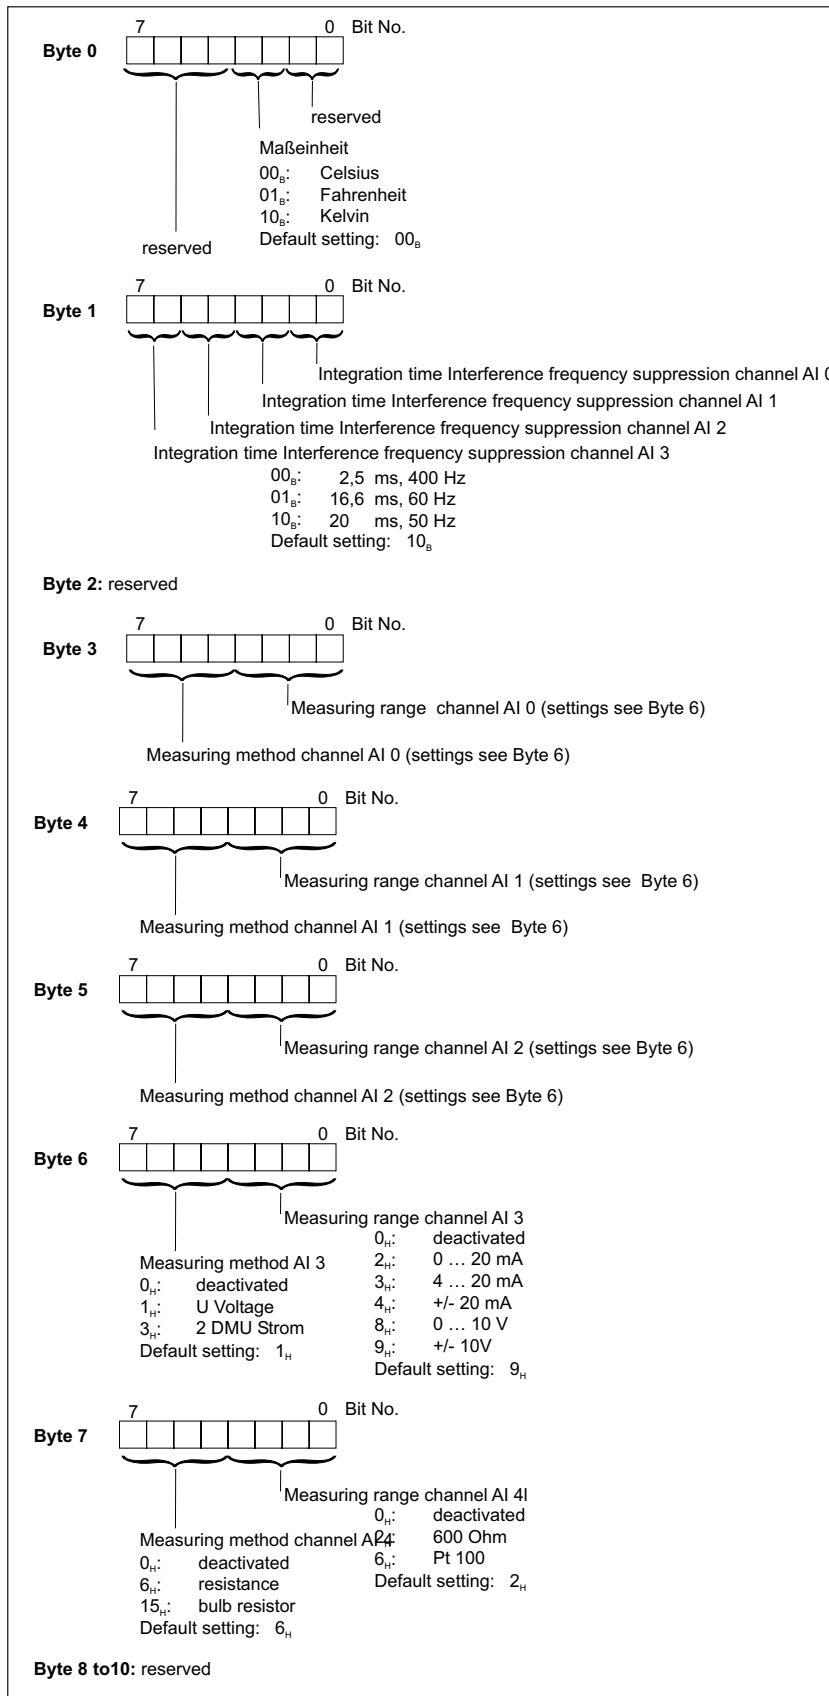 7 0 Bit No.
Byte 0
reserved
Maßeinheit
00B: Celsius
01B: Fahrenheit
10B: Kelvin
Default setting: 00B
reserved
7 0 Bit No.
Byte 1
Integration time Interference frequency suppression channel AI 0
Integration time Interference frequency suppression channel AI 1
Integration time Interference frequency suppression channel AI 2
Integration time Interference frequency suppression channel AI 3
00B: 2,5 ms, 400 Hz
01B: 16,6 ms, 60 Hz
10B: 20 ms, 50 Hz
Default setting: 10B
Byte 2: reserved
7 0 Bit No.
Byte 3
Measuring range channel AI 0 (settings see Byte 6)
Measuring method channel AI 0 (settings see Byte 6)
7 0 Bit No.
Byte 4
Measuring range channel AI 1 (settings see Byte 6)
Measuring method channel AI 1 (settings see Byte 6)
7 0 Bit No.
Byte 5
Measuring range channel AI 2 (settings see Byte 6)
Measuring method channel AI 2 (settings see Byte 6)
7 0 Bit No.
Byte 6
Measuring range channel AI 3
0H: deactivated
2H: 0 … 20 mA
3H: 4 … 20 mA
4H: +/- 20 mA
8H: 0 … 10 V
9H: +/- 10V
Default setting: 9H
Measuring method AI 3
0H: deactivated
1H: U Voltage
3H: 2 DMU Strom
Default setting: 1H
7 0 Bit No.
Byte 7
Measuring range channel AI 4l
0H: deactivated
2H: 600 Ohm
6H: Pt 100
Default setting: 2H
Measuring method channel AI 4
0H: deactivated
6H: resistance
15H: bulb resistor
Default setting: 6H
Byte 8 to10: reserved